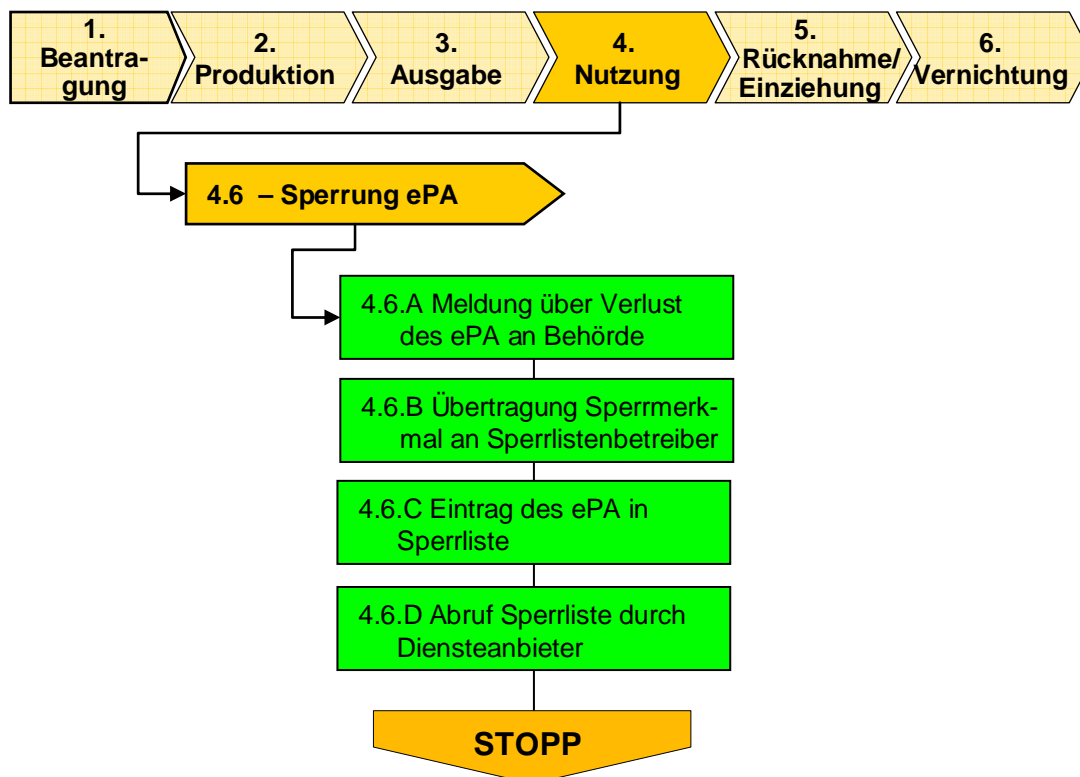 1.
Beantra-
gung
2.
Produktion
3.
Ausgabe
4.
Nutzung
5.
Rücknahme/
Einziehung
6.
Vernichtung
4.6 – Sperrung ePA
4.6.A Meldung über Verlust
des ePA an Behörde
4.6.B Übertragung Sperrmerk-
mal an Sperrlistenbetreiber
4.6.C Eintrag des ePA in
Sperrliste
4.6.D Abruf Sperrliste durch
Diensteanbieter
STOPP